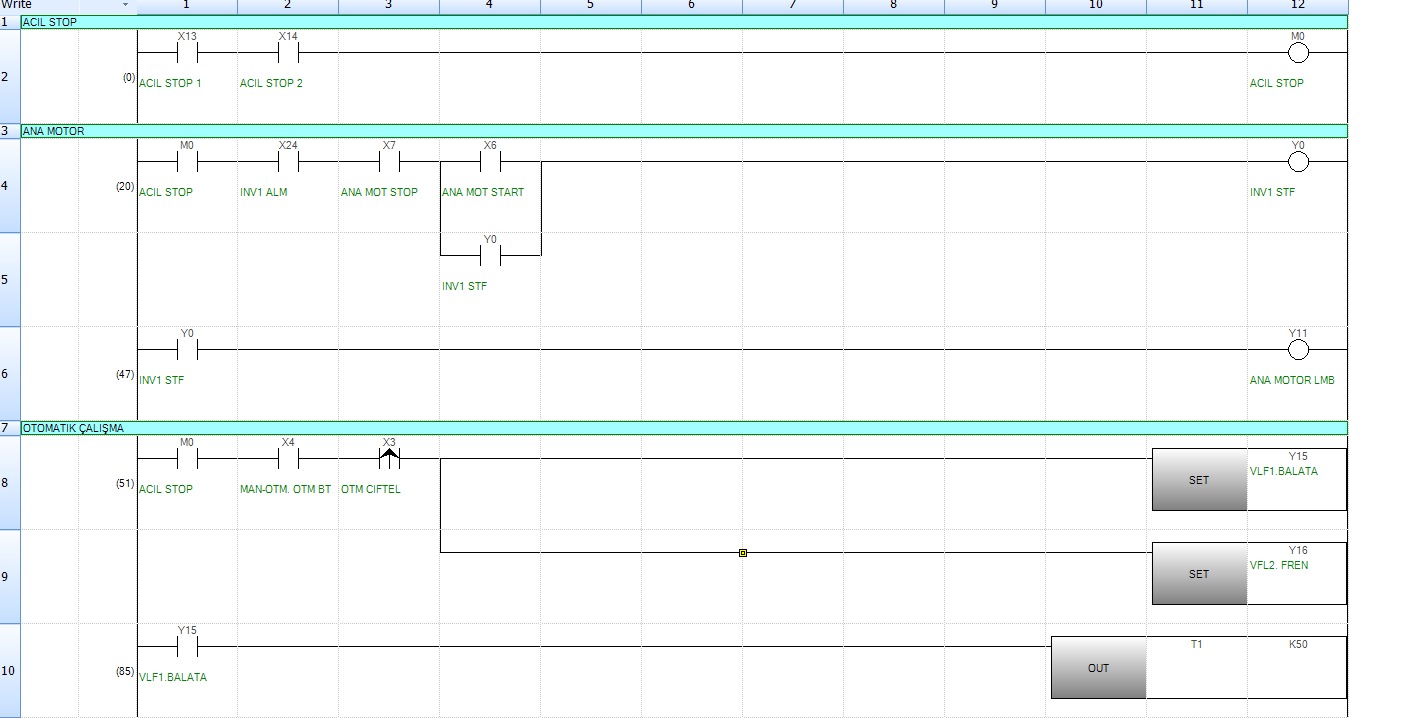 Write 1 2 3 4 5 6 7 8 9 10 11 12
1 ACIL STOP
X13 X14 M0
2 (0) ACIL STOP 1 ACIL STOP 2 ACIL STOP
3 ANA MOTOR
M0 X24 X7 X6 Y0
4 (20) ACIL STOP INV1 ALM ANA MOT STOP ANA MOT START INV1 STF
Y0
5 INV1 STF
Y0 Y11
6 (47) INV1 STF ANA MOTOR LMB
7 OTOMATIK ÇALIŞMA
M0 X4 X3 Y15
8 (51) ACIL STOP MAN-OTM. OTM BT OTM CIFTEL SET VLF1.BALATA
Y16
9 SET VFL2. FREN
Y15 T1 K50
10 (85) VLF1.BALATA OUT